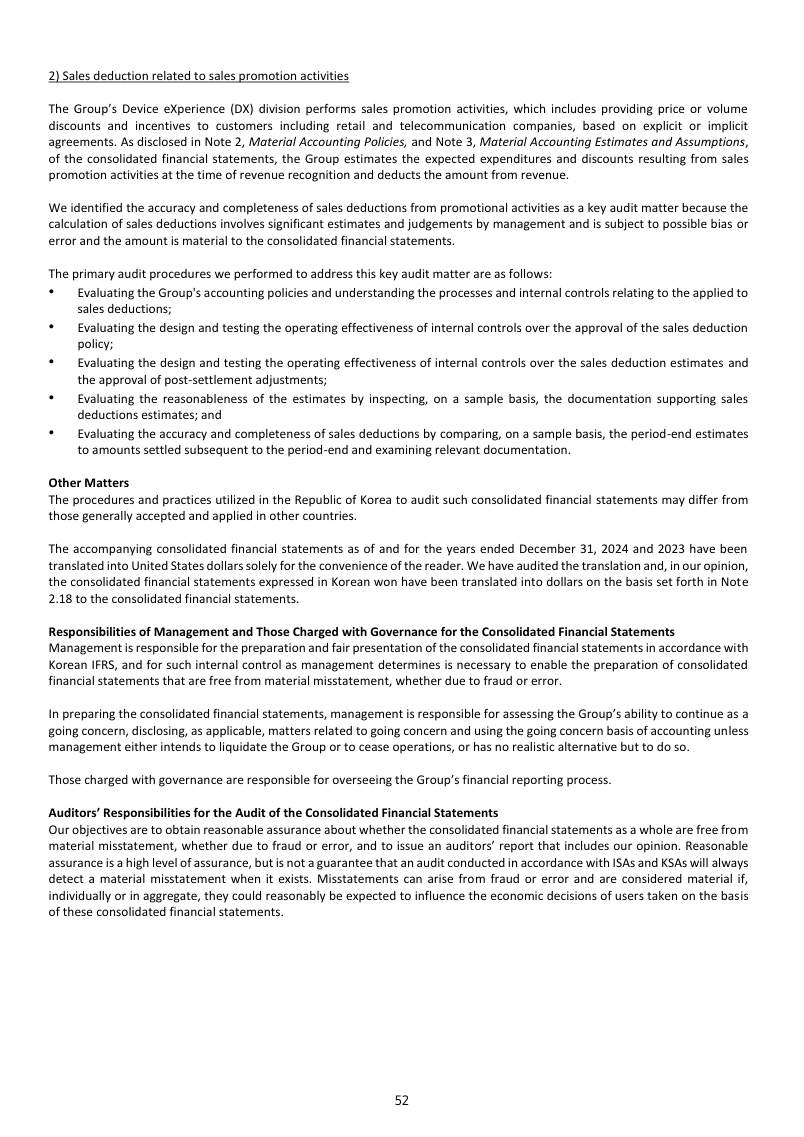 2) Sales deduction related to sales promotion activities
The Group’s Device eXperience (DX) division performs sales promotion activities, which includes providing price or volume
discounts and incentives to customers including retail and telecommunication companies, based on explicit or implicit
agreements. As disclosed in Note 2, Material Accounting Policies, and Note 3, Material Accounting Estimates and Assumptions,
of the consolidated financial statements, the Group estimates the expected expenditures and discounts resulting from sales
promotion activities at the time of revenue recognition and deducts the amount from revenue.
We identified the accuracy and completeness of sales deductions from promotional activities as a key audit matter because the
calculation of sales deductions involves significant estimates and judgements by management and is subject to possible bias or
error and the amount is material to the consolidated financial statements.
The primary audit procedures we performed to address this key audit matter are as follows:
• Evaluating the Group's accounting policies and understanding the processes and internal controls relating to the applied to
sales deductions;
• Evaluating the design and testing the operating effectiveness of internal controls over the approval of the sales deduction
policy;
• Evaluating the design and testing the operating effectiveness of internal controls over the sales deduction estimates and
the approval of post-settlement adjustments;
• Evaluating the reasonableness of the estimates by inspecting, on a sample basis, the documentation supporting sales
deductions estimates; and
• Evaluating the accuracy and completeness of sales deductions by comparing, on a sample basis, the period-end estimates
to amounts settled subsequent to the period-end and examining relevant documentation.
Other Matters
The procedures and practices utilized in the Republic of Korea to audit such consolidated financial statements may differ from
those generally accepted and applied in other countries.
The accompanying consolidated financial statements as of and for the years ended December 31, 2024 and 2023 have been
translated into United States dollars solely for the convenience of the reader. We have audited the translation and, in our opinion,
the consolidated financial statements expressed in Korean won have been translated into dollars on the basis set forth in Note
2.18 to the consolidated financial statements.
Responsibilities of Management and Those Charged with Governance for the Consolidated Financial Statements
Management is responsible for the preparation and fair presentation of the consolidated financial statements in accordance with
Korean IFRS, and for such internal control as management determines is necessary to enable the preparation of consolidated
financial statements that are free from material misstatement, whether due to fraud or error.
In preparing the consolidated financial statements, management is responsible for assessing the Group’s ability to continue as a
going concern, disclosing, as applicable, matters related to going concern and using the going concern basis of accounting unless
management either intends to liquidate the Group or to cease operations, or has no realistic alternative but to do so.
Those charged with governance are responsible for overseeing the Group’s financial reporting process.
Auditors’ Responsibilities for the Audit of the Consolidated Financial Statements
Our objectives are to obtain reasonable assurance about whether the consolidated financial statements as a whole are free from
material misstatement, whether due to fraud or error, and to issue an auditors’ report that includes our opinion. Reasonable
assurance is a high level of assurance, but is not a guarantee that an audit conducted in accordance with ISAs and KSAs will always
detect a material misstatement when it exists. Misstatements can arise from fraud or error and are considered material if,
individually or in aggregate, they could reasonably be expected to influence the economic decisions of users taken on the basis
of these consolidated financial statements.
52